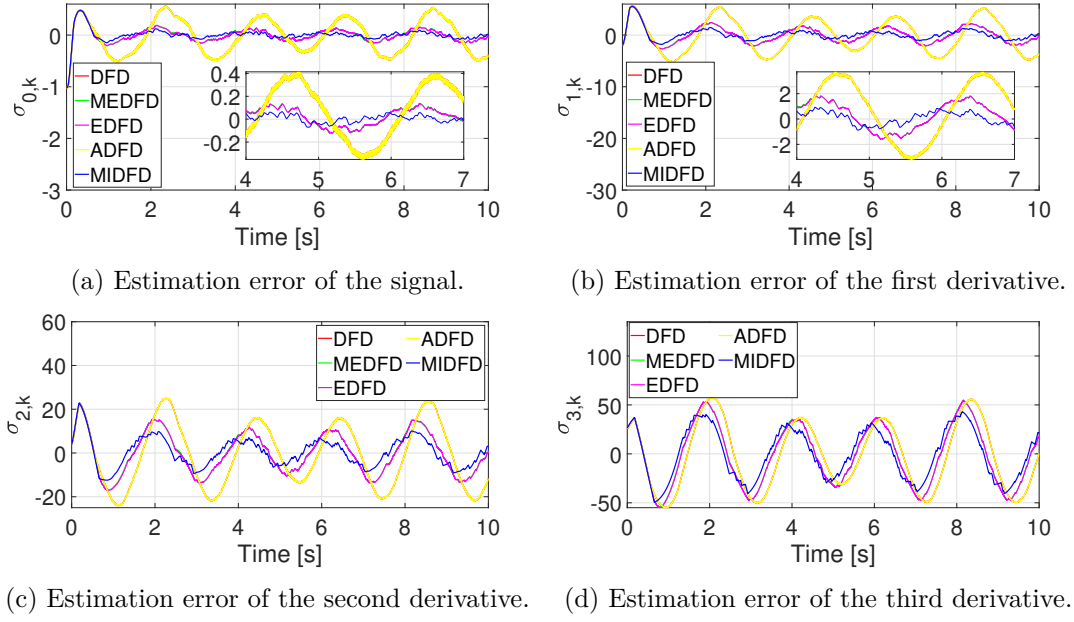 0
-1
-2
-3
σ0,k
DFD
MEDFD
EDFD
ADFD
MIDFD
0.4
0.2
0
-0.2
4 5 6 7
0 2 4 6 8 10
Time [s]
(a) Estimation error of the signal.
0
-10
-20
-30
σ1,k
DFD
MEDFD
EDFD
ADFD
MIDFD
2
0
-2
4 5 6 7
0 2 4 6 8 10
Time [s]
(b) Estimation error of the first derivative.
60
40
20
0
-20
σ2,k
DFD ADFD
MEDFD MIDFD
EDFD
0 2 4 6 8 10
Time [s]
(c) Estimation error of the second derivative.
100
50
0
-50
σ3,k
DFD ADFD
MEDFD MIDFD
EDFD
0 2 4 6 8 10
Time [s]
(d) Estimation error of the third derivative.